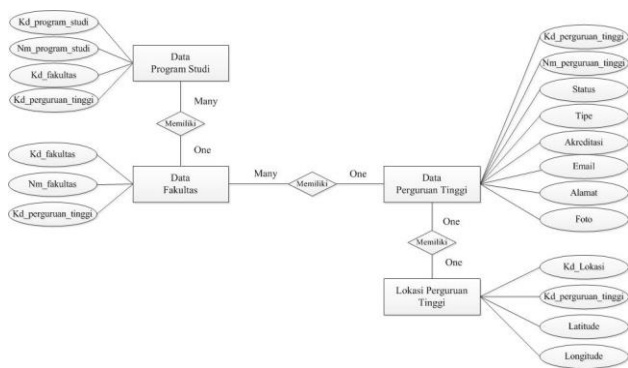 Kd_program_studi
Nm_program_studi
Kd_fakultas
Kd_perguruan_tinggi
Data
Program Studi
Many
Memiliki
One
Kd_fakultas
Nm_fakultas
Kd_perguruan_tinggi
Data
Fakultas
Many
Memiliki
One
Data
Perguruan Tinggi
Kd_perguruan_tinggi
Nm_perguruan_tinggi
Status
Tipe
Akreditasi
Email
Alamat
Foto
One
Memiliki
One
Lokasi Perguruan
Tinggi
Kd_Lokasi
Kd_perguruan_tinggi
Latitude
Longitude